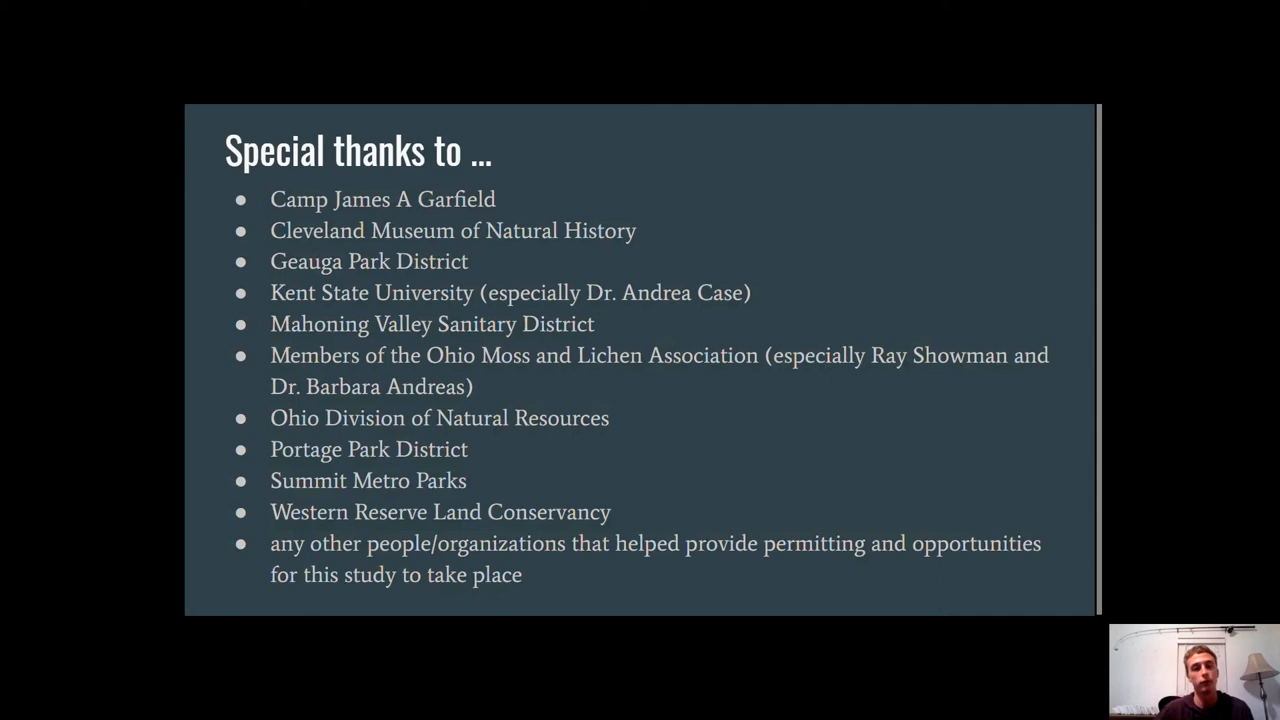 Special thanks to ...
● Camp James A Garfield
● Cleveland Museum of Natural History
● Geauga Park District
● Kent State University (especially Dr. Andrea Case)
● Mahoning Valley Sanitary District
● Members of the Ohio Moss and Lichen Association (especially Ray Showman and
Dr. Barbara Andreas)
● Ohio Division of Natural Resources
● Portage Park District
● Summit Metro Parks
● Western Reserve Land Conservancy
● any other people/organizations that helped provide permitting and opportunities
for this study to take place